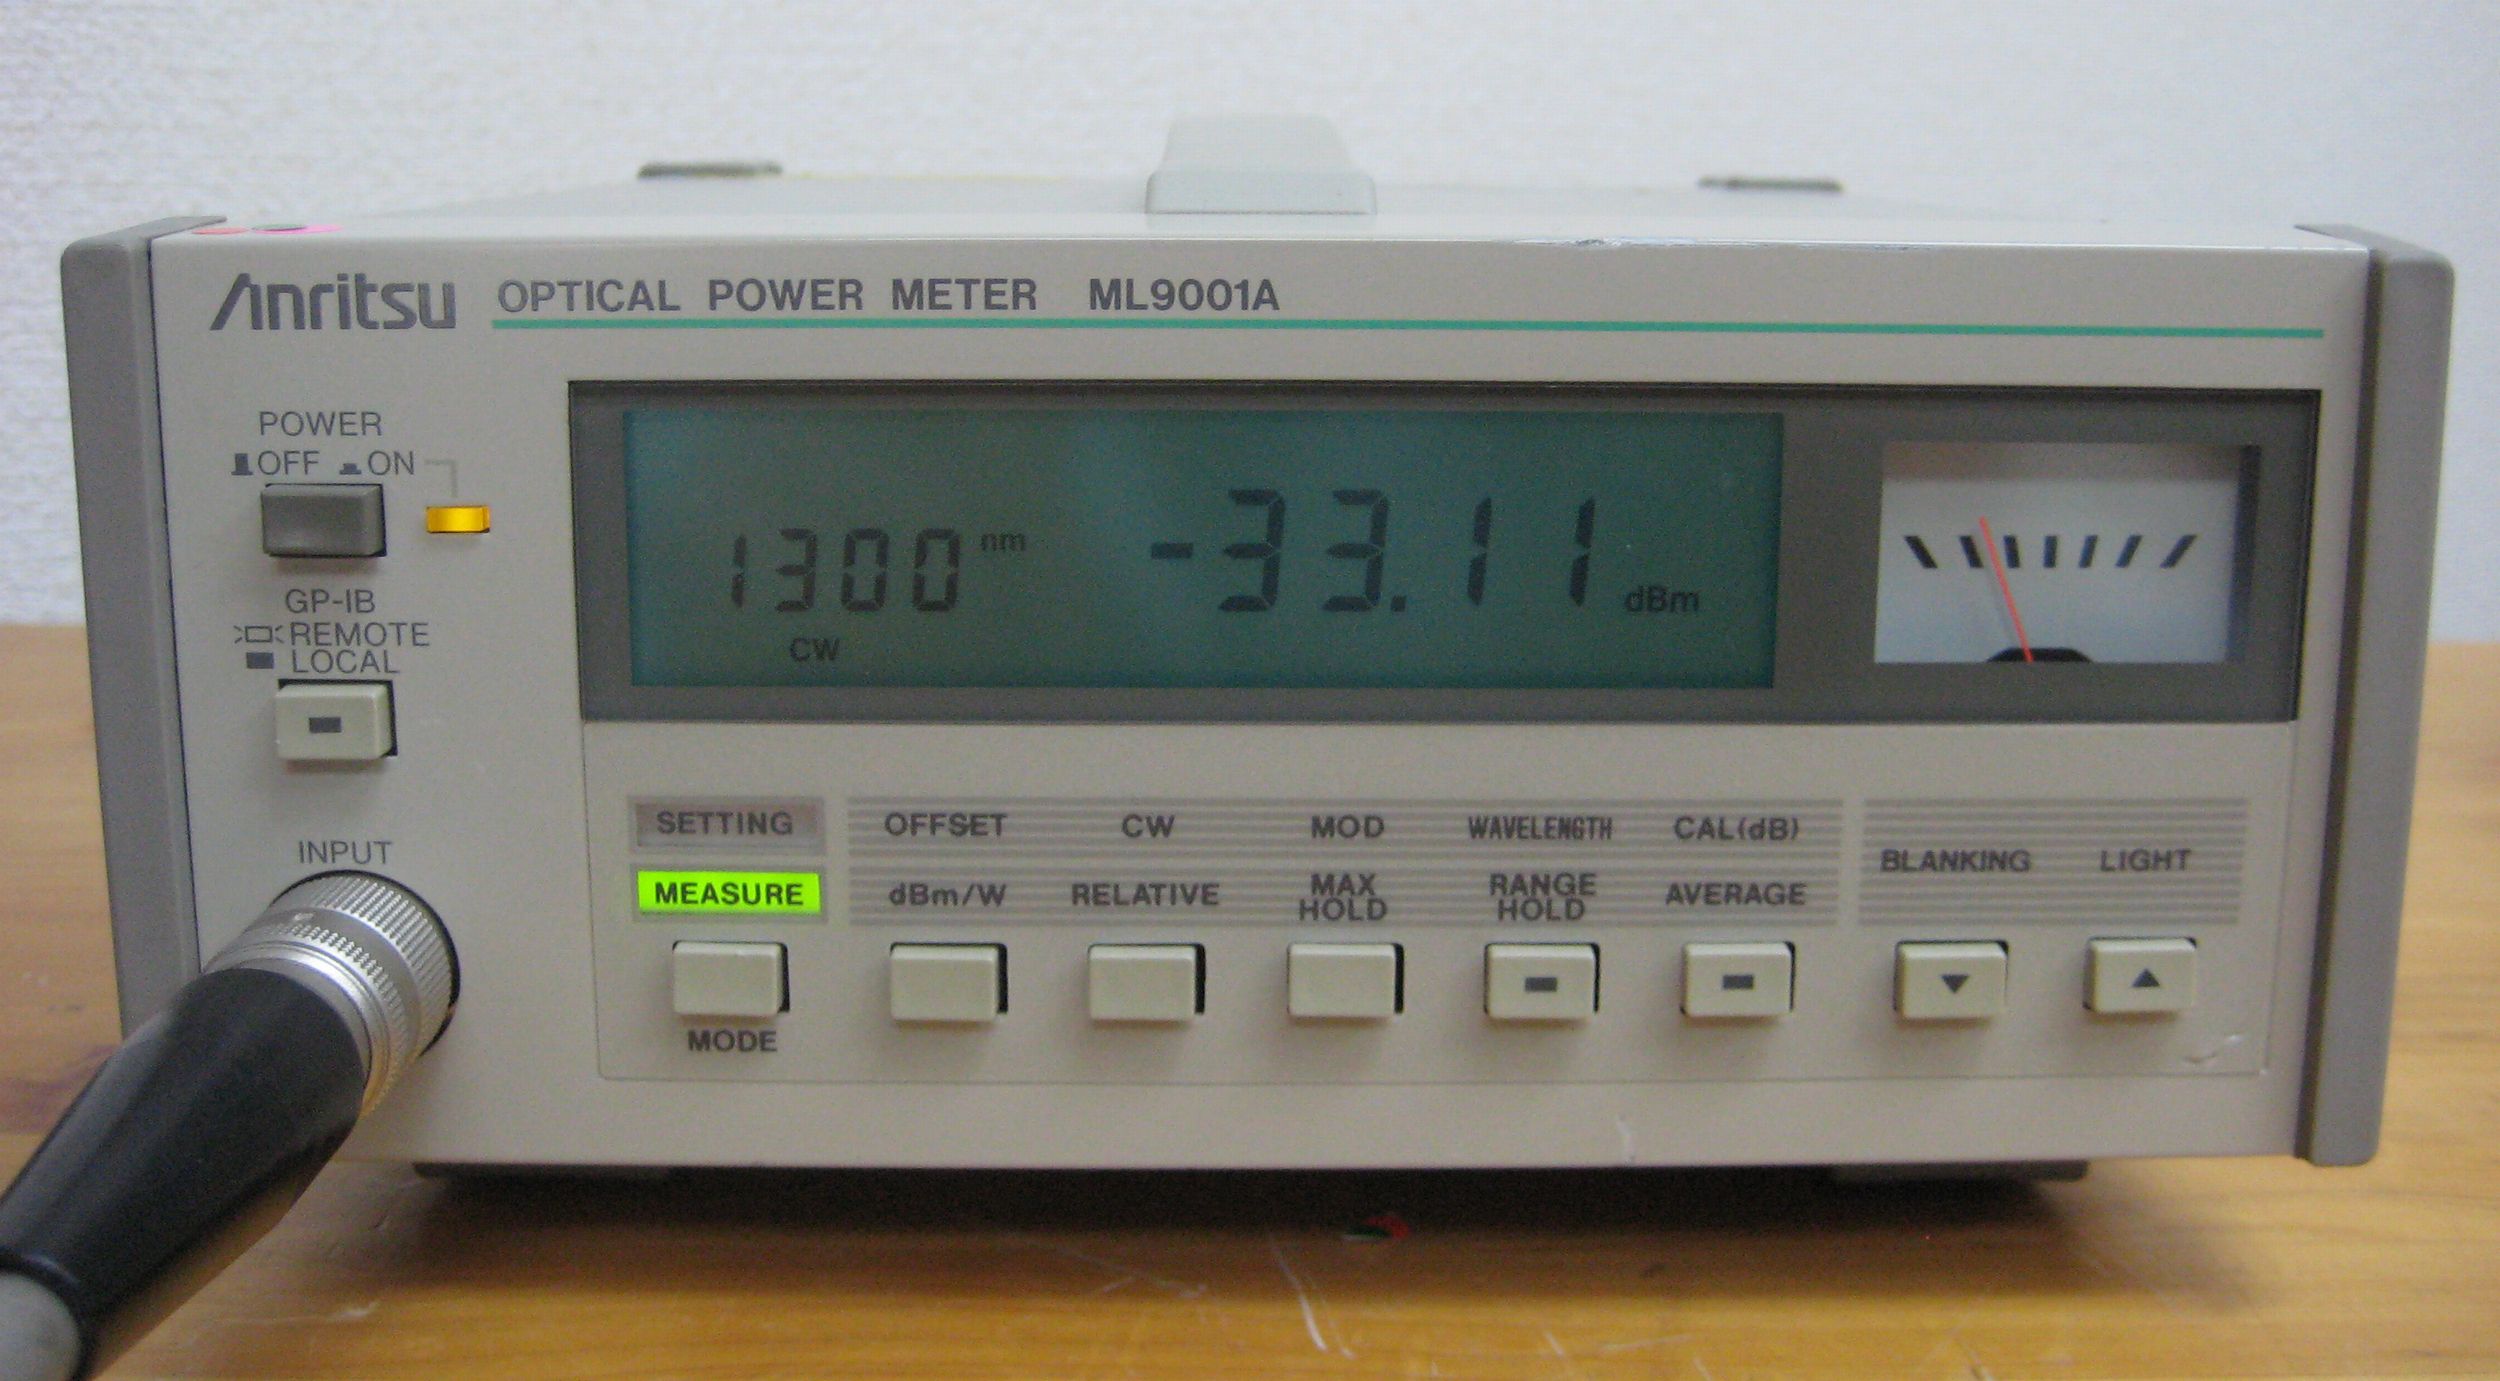 Anritsu OPTICAL POWER METER ML9001A
POWER
OFF ON
GP-IB
REMOTE
LOCAL
INPUT
1300 nm
CW
-33.11 dBm
SETTING
MEASURE
MODE
OFFSET CW MOD WAVELENGTH CAL(dB)
dBm/W RELATIVE MAX HOLD RANGE HOLD AVERAGE
BLANKING LIGHT